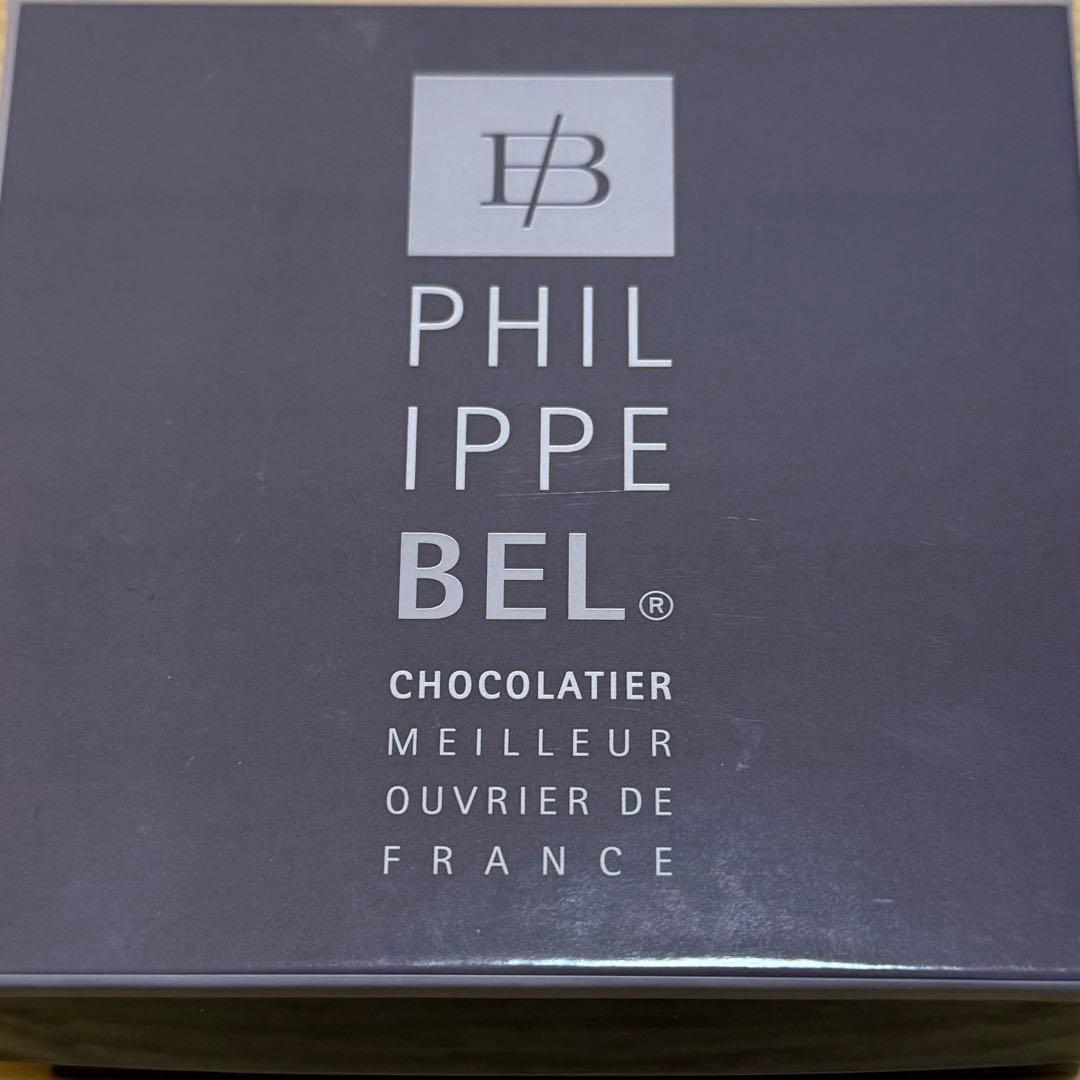 PHIL
IPPE
BEL®
CHOCOLATIER
MEILLEUR
OUVRIER DE
FRANCE